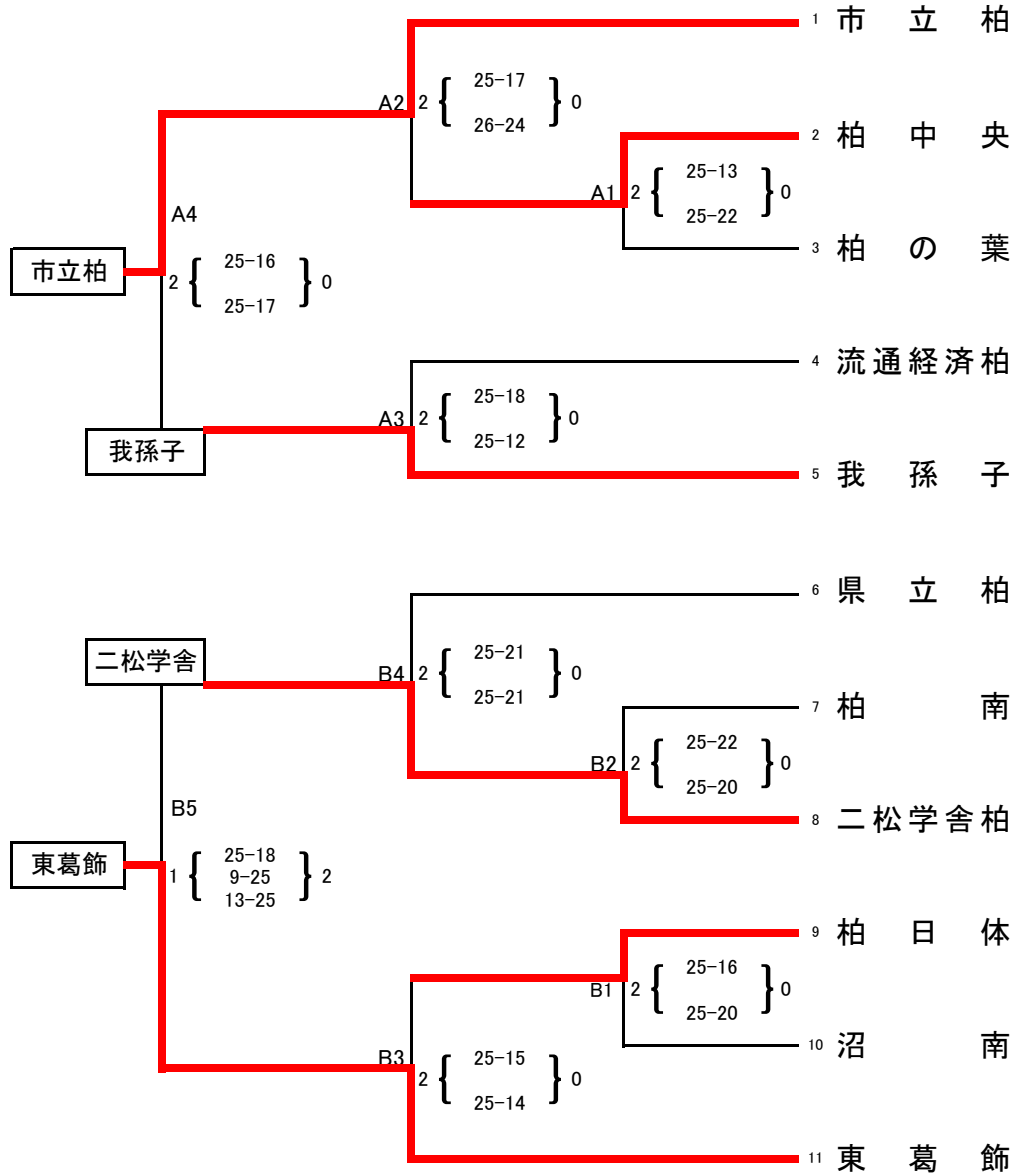 1 市立柏
A2 2 { 25-17 } 0
26-24
2 柏中央
A1 2 { 25-13 } 0
25-22
3 柏の葉
A4
市立柏
2 { 25-16 } 0
25-17
4 流通経済柏
A3 2 { 25-18 } 0
25-12
我孫子
5 我孫子
6 県立柏
二松学舎
B4 2 { 25-21 } 0
25-21
7 柏南
B2 2 { 25-22 } 0
25-20
8 二松学舎柏
B5
東葛飾
1 { 25-18 } 2
9-25
13-25
9 柏日体
B1 2 { 25-16 } 0
25-20
10 沼南
B3 2 { 25-15 } 0
25-14
11 東葛飾